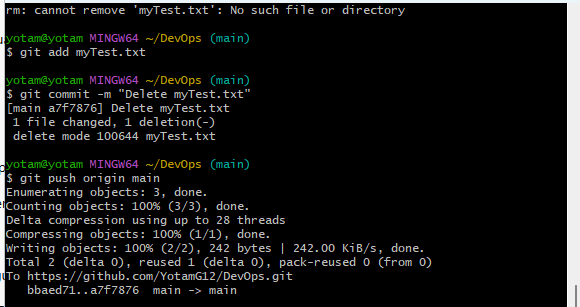 rm: cannot remove 'myTest.txt': No such file or directory
yotam@yotam MINGW64 ~/DevOps (main)
$ git add myTest.txt
yotam@yotam MINGW64 ~/DevOps (main)
$ git commit -m "Delete myTest.txt"
[main a7f7876] Delete myTest.txt
 1 file changed, 1 deletion(-)
 delete mode 100644 myTest.txt
yotam@yotam MINGW64 ~/DevOps (main)
$ git push origin main
Enumerating objects: 3, done.
Counting objects: 100% (3/3), done.
Delta compression using up to 28 threads
Compressing objects: 100% (1/1), done.
Writing objects: 100% (2/2), 242 bytes | 242.00 KiB/s, done.
Total 2 (delta 0), reused 1 (delta 0), pack-reused 0 (from 0)
To https://github.com/YotamG12/DevOps.git
   bbaed71..a7f7876  main -> main